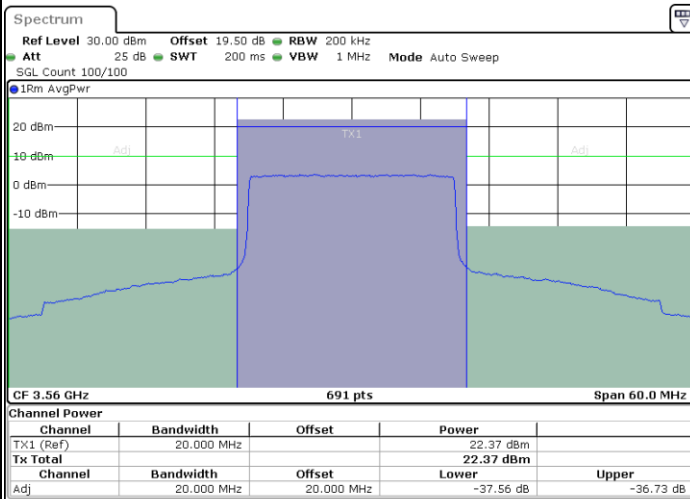 Spectrum
Ref Level 30.00 dBm Offset 19.50 dB RBW 200 kHz
Att 25 dB SWT 200 ms VBW 1 MHz Mode Auto Sweep
SGL Count 100/100
1Rm AvgPwr
20 dBm
TX1
Adj Adj
10 dBm
0 dBm
-10 dBm
CF 3.56 GHz 691 pts Span 60.0 MHz
Channel Power
Channel Bandwidth Offset Power
TX1 (Ref) 20.000 MHz 22.37 dBm
Tx Total 22.37 dBm
Channel Bandwidth Offset Lower Upper
Adj 20.000 MHz 20.000 MHz -37.56 dB -36.73 dB